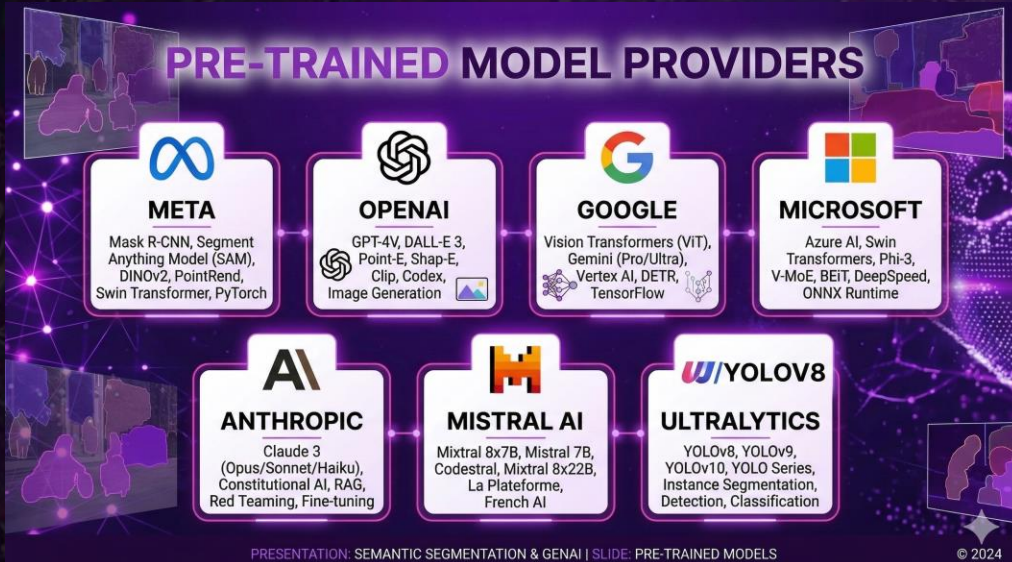 PRE-TRAINED MODEL PROVIDERS
META
Mask R-CNN, Segment
Anything Model (SAM),
DINOv2, PointRend,
Swin Transformer, PyTorch
OPENAI
GPT-4V, DALL-E 3,
Point-E, Shap-E,
Clip, Codex,
Image Generation
GOOGLE
Vision Transformers (ViT),
Gemini (Pro/Ultra),
Vertex AI, DETR,
TensorFlow
MICROSOFT
Azure AI, Swin
Transformers, Phi-3,
V-MoE, BEiT, DeepSpeed,
ONNX Runtime
ANTHROPIC
Claude 3
(Opus/Sonnet/Haiku),
Constitutional AI, RAG,
Red Teaming, Fine-tuning
MISTRAL AI
Mixtral 8x7B, Mistral 7B,
Codestral, Mixtral 8x22B,
La Plateforme,
French AI
/YOLOV8
ULTRALYTICS
YOLOv8, YOLOv9,
YOLOv10, YOLO Series,
Instance Segmentation,
Detection, Classification
PRESENTATION: SEMANTIC SEGMENTATION & GENAI | SLIDE: PRE-TRAINED MODELS
© 2024